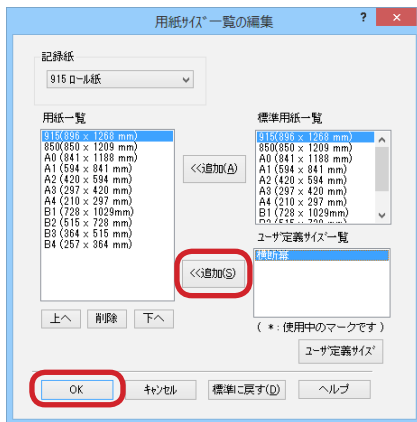 用紙ｻｲｽﾞ一覧の編集
?
×
記録紙
915 ロール紙
用紙一覧
915(896 x 1268 mm)
850(850 x 1209 mm)
A0 (841 x 1188 mm)
A1 (594 x 841 mm)
A2 (420 x 594 mm)
A3 (297 x 420 mm)
A4 (210 x 297 mm)
B1 (728 x 1029mm)
B2 (515 x 728 mm)
B3 (364 x 515 mm)
B4 (257 x 364 mm)
<<追加(A)
標準用紙一覧
915(896 x 1268 mm)
850(850 x 1209 mm)
A0 (841 x 1188 mm)
A1 (594 x 841 mm)
A2 (420 x 594 mm)
A3 (297 x 420 mm)
A4 (210 x 297 mm)
B1 (728 x 1029mm)
B2 (515 x 728 mm)
ﾕｰｻﾞ定義ｻｲｽﾞ一覧
横断幕
<<追加(S)
上へ
削除
下へ
( * : 使用中のマークです )
ﾕｰｻﾞ定義ｻｲｽﾞ
OK
ｷｬﾝｾﾙ
標準に戻す(D)
ヘルプ